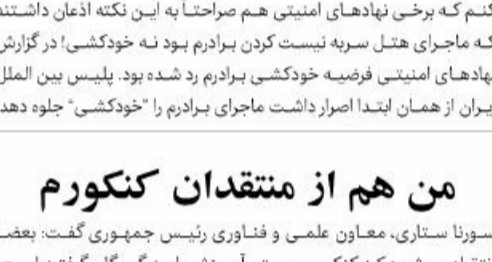 کنم که برخی نهادهای امنیتی هم صراحتاً به این نکته اذعان داشتند
که ماجرای هتل سربه نیست کردن برادرم بود نه خودکشی! در گزارش
نهادهای امنیتی فرضیه خودکشی برادرم رد شده بود. پلیس بین الملل
ایران از همان ابتدا اصرار داشت ماجرای برادرم را "خودکشی" جلوه دهد
من هم از منتقدان کنکورم
سورنا ستاری، معاون علمی و فناوری رئیس جمهوری گفت: بعضـ